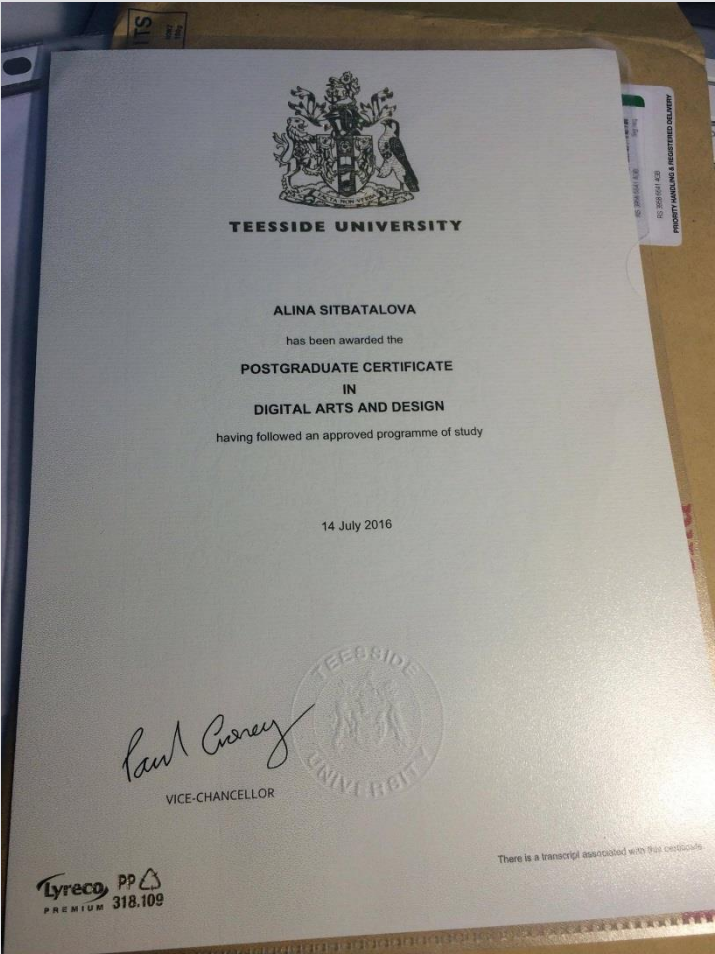 ITS
PRIORITY HANDLING & REGISTERED DELIVERY
TEESSIDE UNIVERSITY
ALINA SITBATALOVA
has been awarded the
POSTGRADUATE CERTIFICATE
IN
DIGITAL ARTS AND DESIGN
having followed an approved programme of study
14 July 2016
TEESSIDE
UNIVERSITY
VICE-CHANCELLOR
There is a transcript associated with this certificate
Lyreco
PREMIUM
PP
318.109